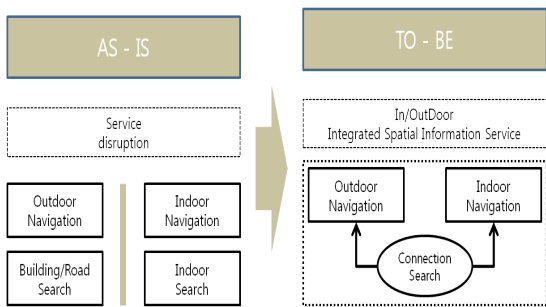 AS - IS
Service
disruption
Outdoor
Navigation
Indoor
Navigation
Building/Road
Search
Indoor
Search
TO - BE
In/OutDoor
Integrated Spatial Information Service
Outdoor
Navigation
Indoor
Navigation
Connection
Search